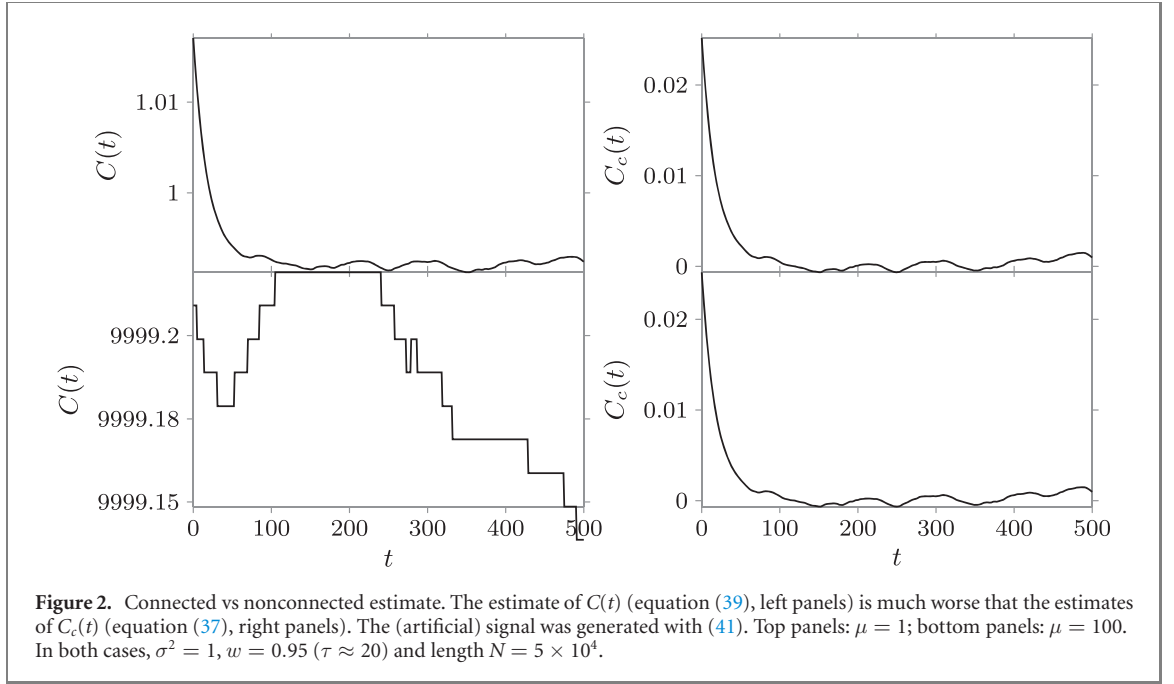 1.01
1
C(t)
0.02
0.01
0
C_c(t)
9999.2
9999.18
9999.15
C(t)
0 100 200 300 400 500
t
0.02
0.01
0
C_c(t)
0 100 200 300 400 500
t
Figure 2. Connected vs nonconnected estimate. The estimate of C(t) (equation (39), left panels) is much worse that the estimates
of C_c(t) (equation (37), right panels). The (artificial) signal was generated with (41). Top panels: μ = 1; bottom panels: μ = 100.
In both cases, σ² = 1, w = 0.95 (τ ≈ 20) and length N = 5 × 10⁴.